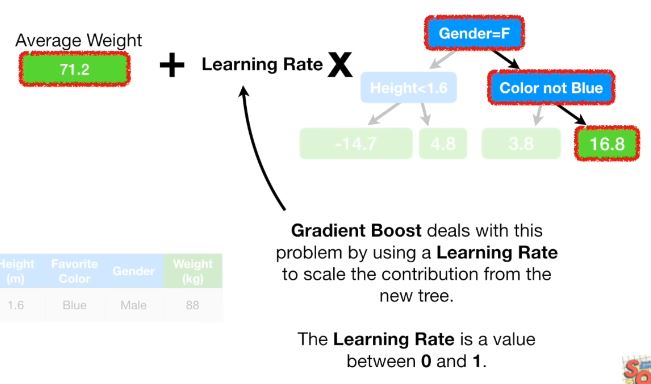 Gender=F
Average Weight
71.2
+ Learning Rate X
Height<1.6
Color not Blue
-14.7
4.8
3.8
16.8
Gradient Boost deals with this
problem by using a Learning Rate
to scale the contribution from the
new tree.
Height (m) Favorite Color Gender Weight (kg)
1.6 Blue Male 88
The Learning Rate is a value
between 0 and 1.